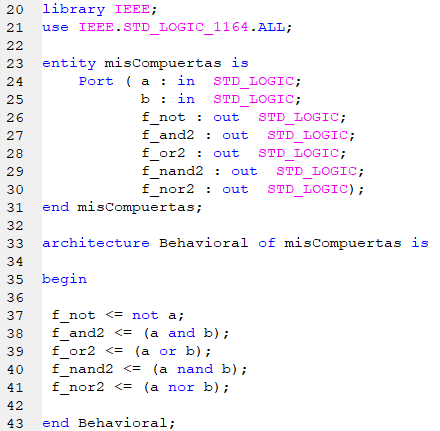 20 library IEEE;
21 use IEEE.STD_LOGIC_1164.ALL;
22
23 entity misCompuertas is
24     Port ( a : in  STD_LOGIC;
25            b : in  STD_LOGIC;
26            f_not : out  STD_LOGIC;
27            f_and2 : out  STD_LOGIC;
28            f_or2 : out  STD_LOGIC;
29            f_nand2 : out  STD_LOGIC;
30            f_nor2 : out  STD_LOGIC);
31 end misCompuertas;
32
33 architecture Behavioral of misCompuertas is
34
35 begin
36
37  f_not <= not a;
38  f_and2 <= (a and b);
39  f_or2 <= (a or b);
40  f_nand2 <= (a nand b);
41  f_nor2 <= (a nor b);
42
43 end Behavioral;